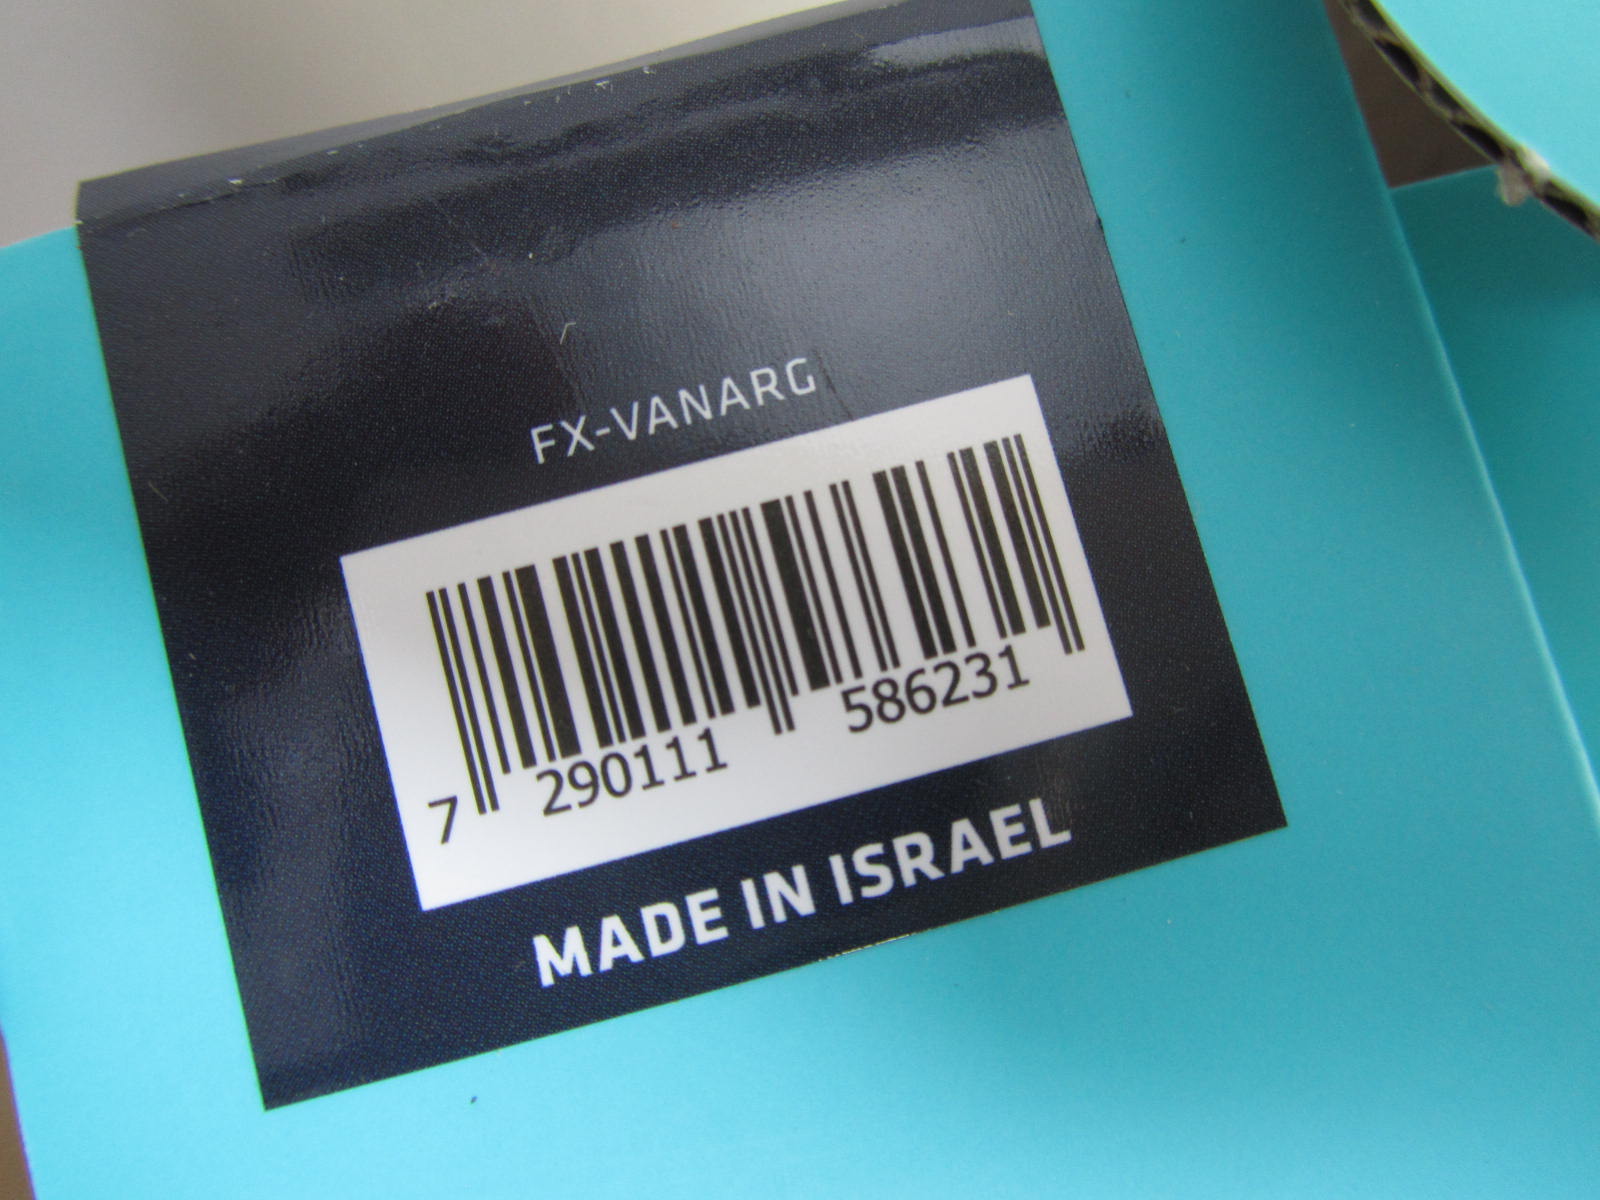 FX-VANARG
7 290111 586231
MADE IN ISRAEL